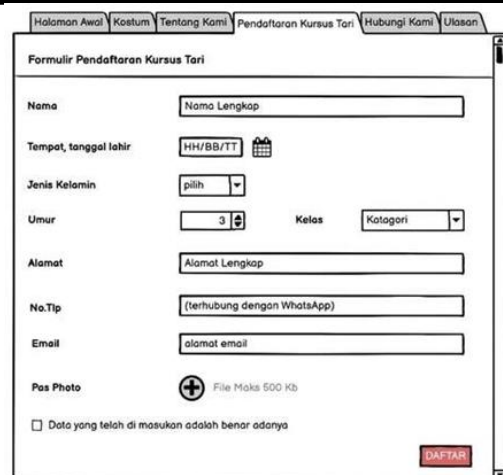 Halaman Awal Kostum Tentang Kami Pendaftaran Kursus Tari Hubungi Kami Ulasan
Formulir Pendaftaran Kursus Tari
Nama Nama Lengkap
Tempat, tanggal lahir HH/BB/TT
Jenis Kelamin pilih
Umur 3 Kelas Katagori
Alamat Alamat Lengkap
No.Tlp (terhubung dengan WhatsApp)
Email alamat email
Pas Photo File Maks 500 Kb
Data yang telah di masukan adalah benar adanya
DAFTAR